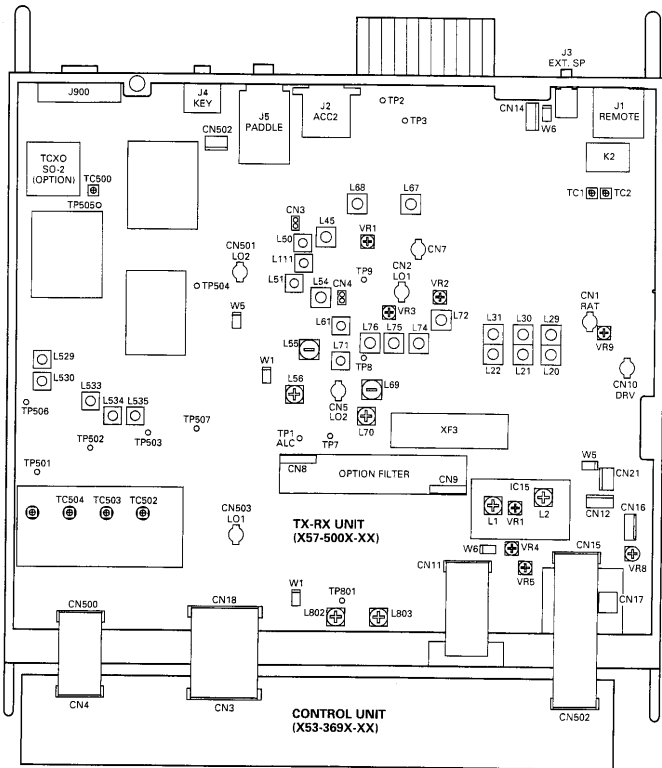 J3
EXT. SP
J900
J4
KEY
J5
PADDLE
J2
ACC2
TP2
TP3
CN14
W6
J1
REMOTE
CN502
K2
TCXO
SO-2
(OPTION)
TC500
TP505
TC1
TC2
L68
L67
CN3
L45
VR1
L50
CN7
CN501
LO2
L111
TP9
CN2
LO1
L51
CN4
TP504
L54
VR2
CN1
RAT
VR3
L72
W5
L61
L76
L75
L74
L31
L30
L29
VR9
L55
L71
TP8
L22
L21
L20
L529
L530
W1
L56
L69
CN10
DRV
L533
L534
L535
CN5
LO2
L70
XF3
TP506
TP507
TP503
TP502
TP1
ALC
TP7
TP501
CN8
OPTION FILTER
CN9
W5
CN21
IC15
TC504
TC503
TC502
CN503
LO1
L1
VR1
L2
CN12
CN16
TX-RX UNIT
(X57-500X-XX)
W6
VR4
CN15
VR8
CN11
VR5
W1
TP801
CN17
CN500
CN18
L802
L803
CN4
CN3
CN502
CONTROL UNIT
(X53-369X-XX)